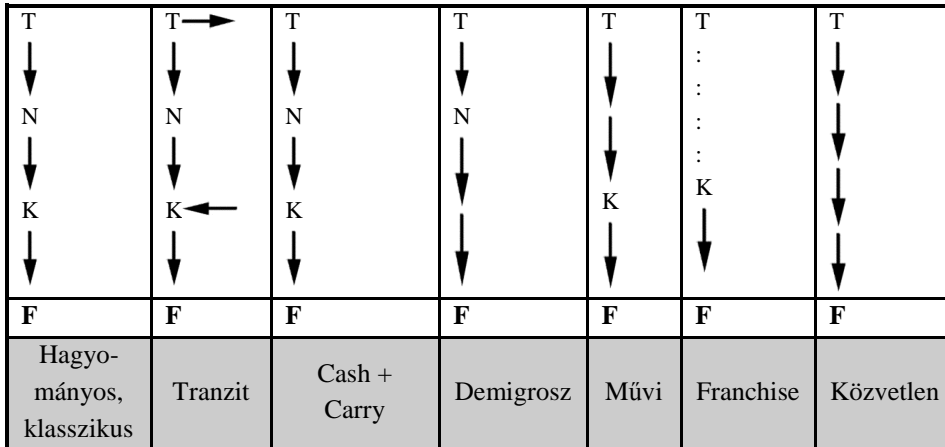 T T T T T T T
:
:
N N N N
:
:
K K K K K
F F F F F F F
Hagyo-
mányos,
klasszikus
Tranzit
Cash +
Carry
Demigrosz
Művi
Franchise
Közvetlen